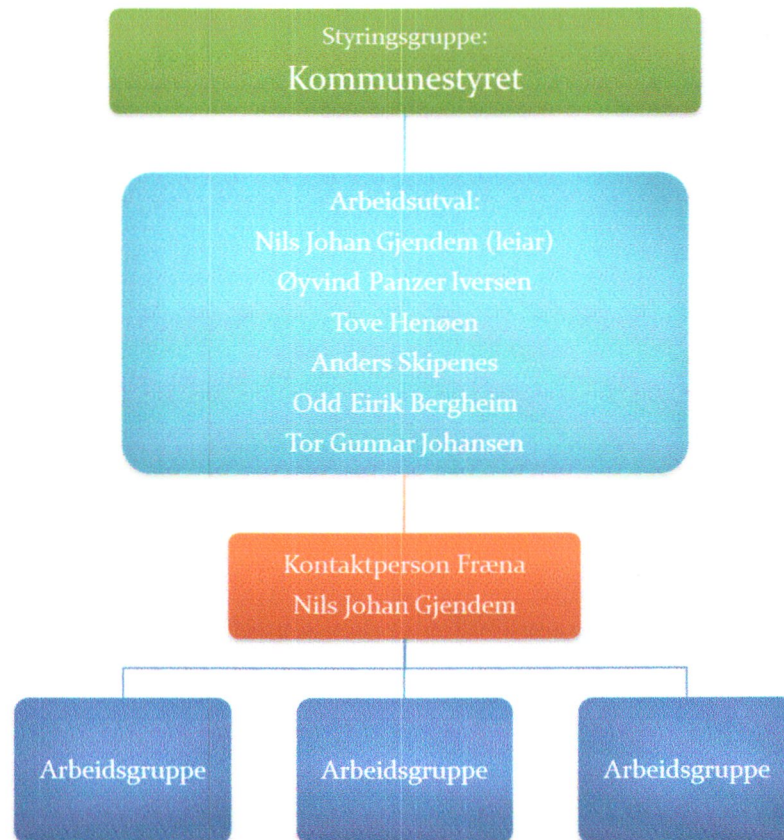 Styringsgruppe:
Kommunestyret
Arbeidsutval:
Nils Johan Gjendem (leiar)
Øyvind Panzer Iversen
Tove Henøen
Anders Skipenes
Odd Eirik Bergheim
Tor Gunnar Johansen
Kontaktperson Fræna
Nils Johan Gjendem
Arbeidsgruppe
Arbeidsgruppe
Arbeidsgruppe